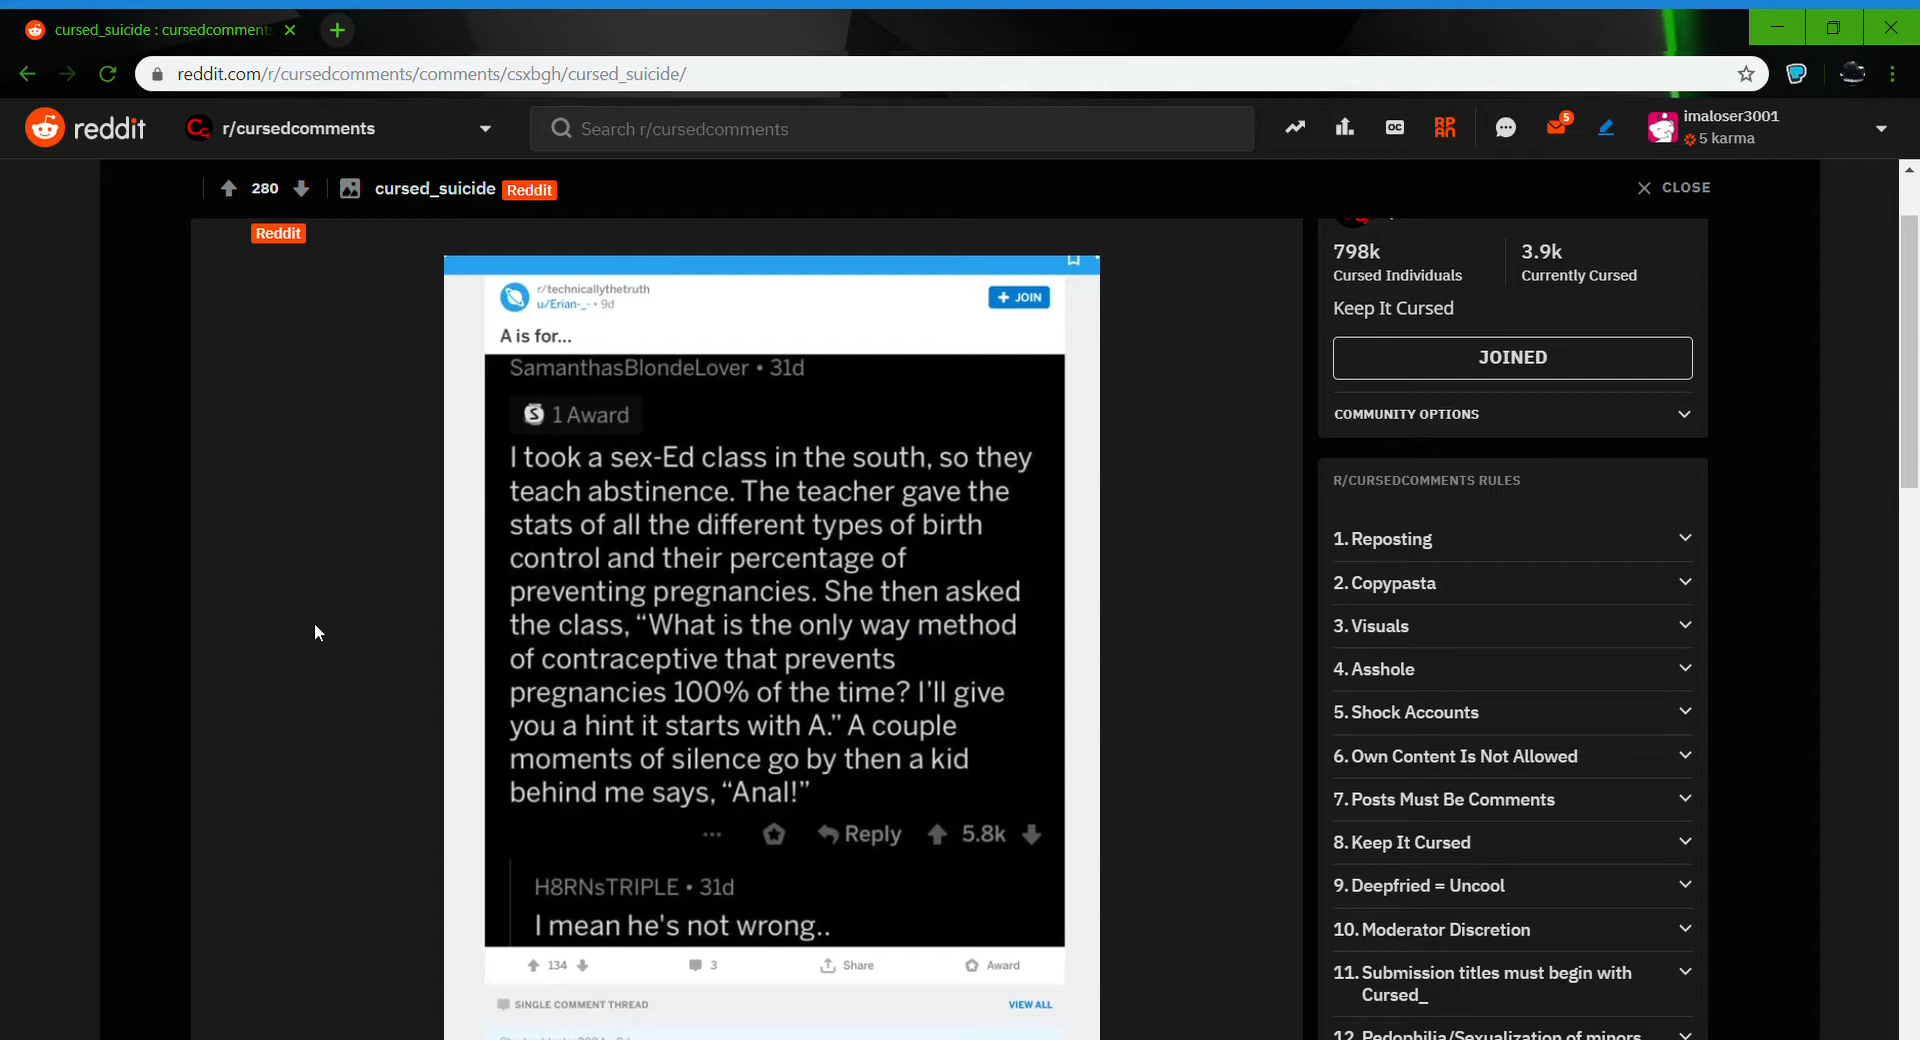 cursed_suicide : cursedcomments
reddit.com/r/cursedcomments/comments/csxbgh/cursed_suicide/
reddit
r/cursedcomments
Search r/cursedcomments
OC
5
imaloser3001
5 karma
280
cursed_suicide Reddit
CLOSE
Reddit
r/technicallythetruth
u/Erian-_- • 9d
+ JOIN
A is for...
SamanthasBlondeLover • 31d
S 1 Award
I took a sex-Ed class in the south, so they
teach abstinence. The teacher gave the
stats of all the different types of birth
control and their percentage of
preventing pregnancies. She then asked
the class, “What is the only way method
of contraceptive that prevents
pregnancies 100% of the time? I’ll give
you a hint it starts with A.” A couple
moments of silence go by then a kid
behind me says, “Anal!”
... Reply 5.8k
H8RNsTRIPLE • 31d
I mean he's not wrong..
134 3 Share Award
SINGLE COMMENT THREAD VIEW ALL
798k 3.9k
Cursed Individuals Currently Cursed
Keep It Cursed
JOINED
COMMUNITY OPTIONS
R/CURSEDCOMMENTS RULES
1. Reposting
2. Copypasta
3. Visuals
4. Asshole
5. Shock Accounts
6. Own Content Is Not Allowed
7. Posts Must Be Comments
8. Keep It Cursed
9. Deepfried = Uncool
10. Moderator Discretion
11. Submission titles must begin with
Cursed_
12. Pedophilia/Sexualization of minors